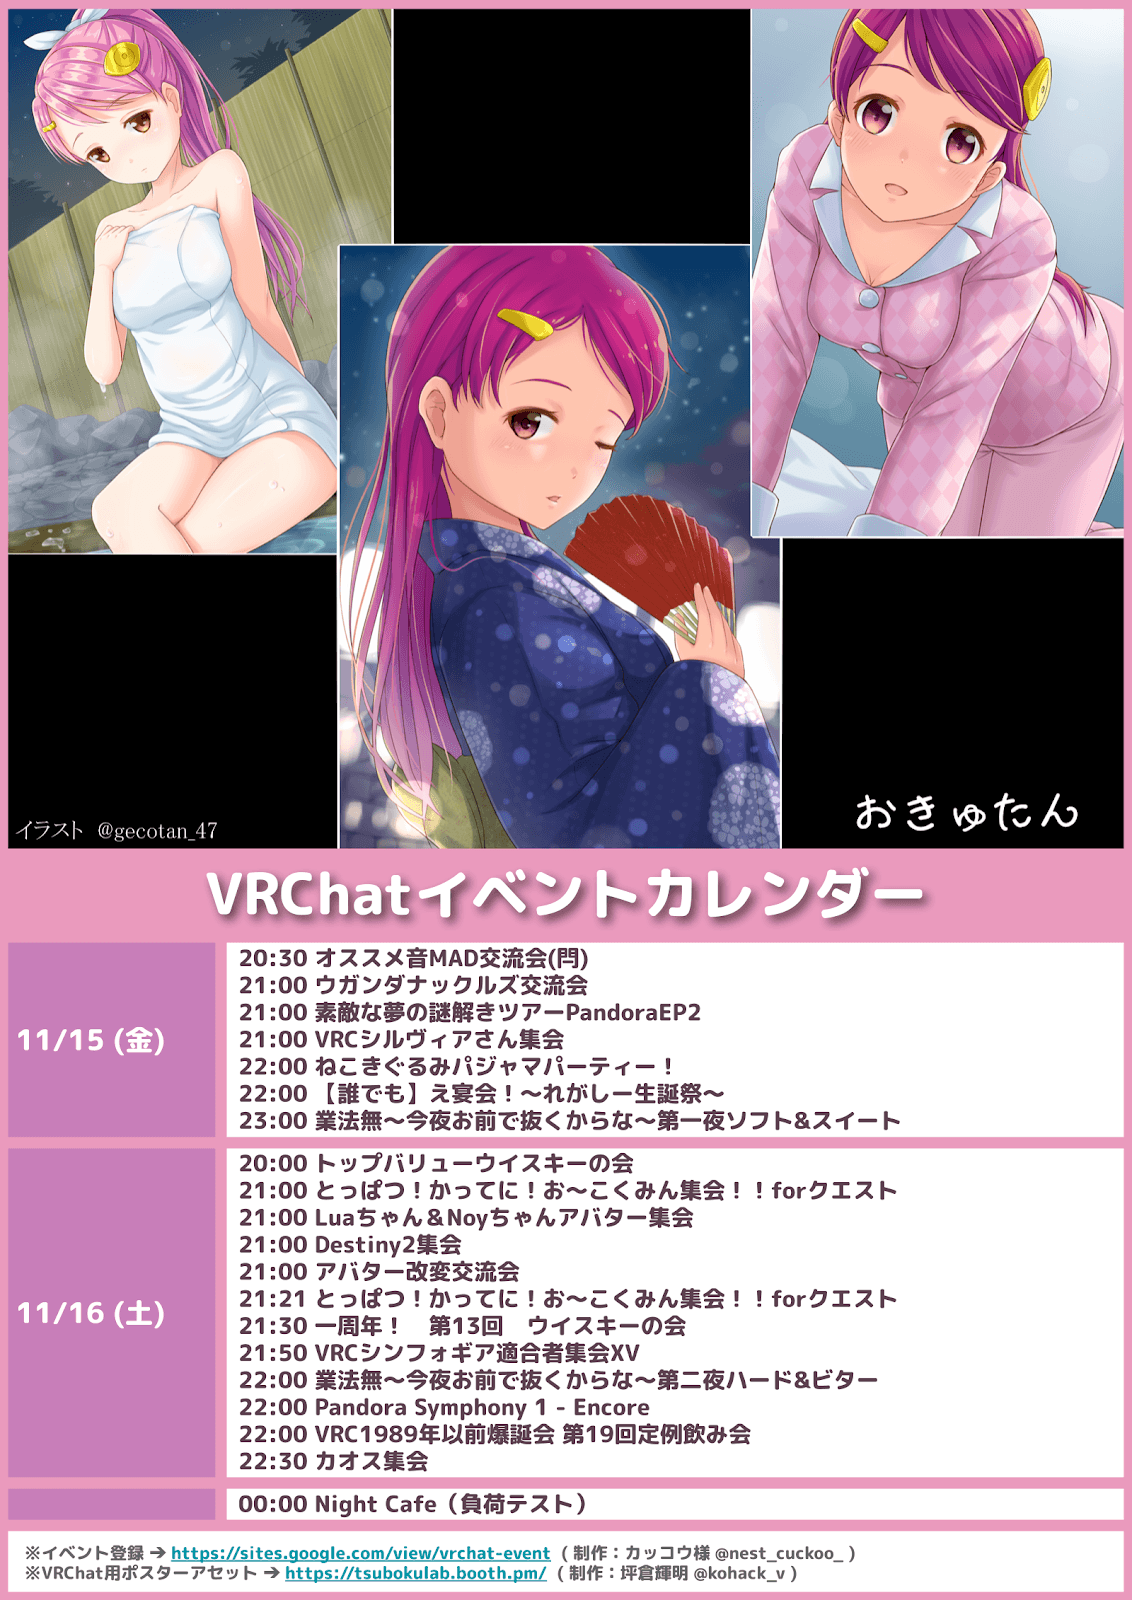 イラスト @gecotan_47
おきゅたん
VRChatイベントカレンダー
11/15 (金)
20:30 オススメ音MAD交流会(閂)
21:00 ウガンダナックルズ交流会
21:00 素敵な夢の謎解きツアーPandoraEP2
21:00 VRCシルヴィアさん集会
22:00 ねこきぐるみパジャマパーティー！
22:00 【誰でも】え宴会！～れがしー生誕祭～
23:00 業法無～今夜お前で抜くからな～第一夜ソフト&スイート
11/16 (土)
20:00 トップバリューウイスキーの会
21:00 とっぱつ！かってに！お～こくみん集会！！forクエスト
21:00 Luaちゃん＆Noyちゃんアバター集会
21:00 Destiny2集会
21:00 アバター改変交流会
21:21 とっぱつ！かってに！お～こくみん集会！！forクエスト
21:30 一周年！　第13回　ウイスキーの会
21:50 VRCシンフォギア適合者集会XV
22:00 業法無～今夜お前で抜くからな～第二夜ハード&ビター
22:00 Pandora Symphony 1 - Encore
22:00 VRC1989年以前爆誕会 第19回定例飲み会
22:30 カオス集会
00:00 Night Cafe（負荷テスト）
※イベント登録 → https://sites.google.com/view/vrchat-event （ 制作：カッコウ様 @nest_cuckoo_ ）
※VRChat用ポスターアセット → https://tsubokulab.booth.pm/ （ 制作：坪倉輝明 @kohack_v ）